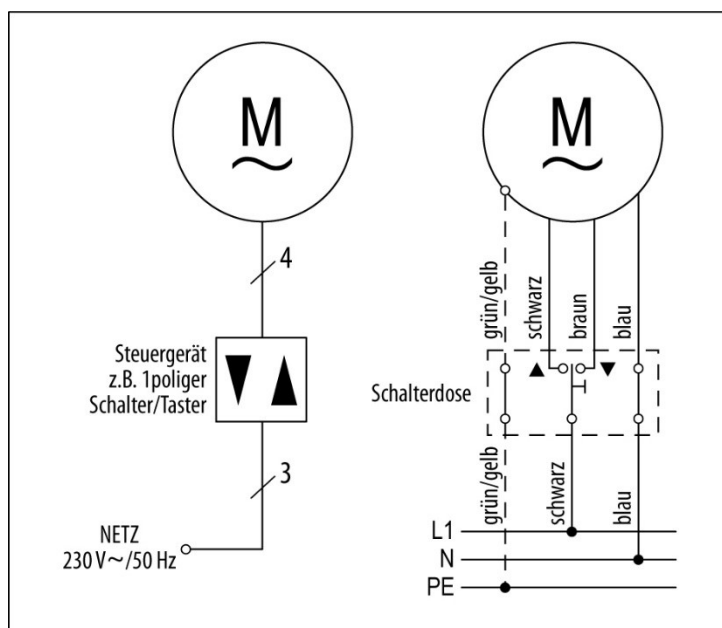 M
4
Steuergerät
z.B. 1poliger
Schalter/Taster
3
NETZ
230 V~/50 Hz
M
grün/gelb
schwarz
braun
blau
Schalterdose
grün/gelb
schwarz
blau
L1
N
PE